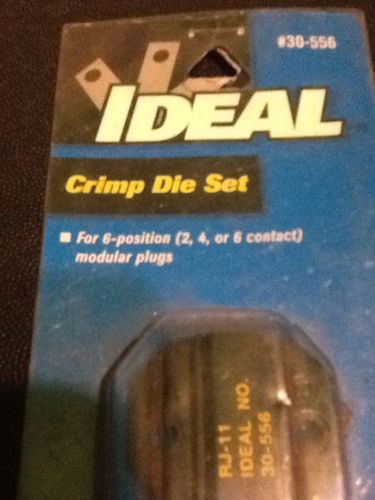 #30-556
IDEAL
Crimp Die Set
For 6-position (2, 4, or 6 contact)
modular plugs
RJ-11
IDEAL NO.
30-556